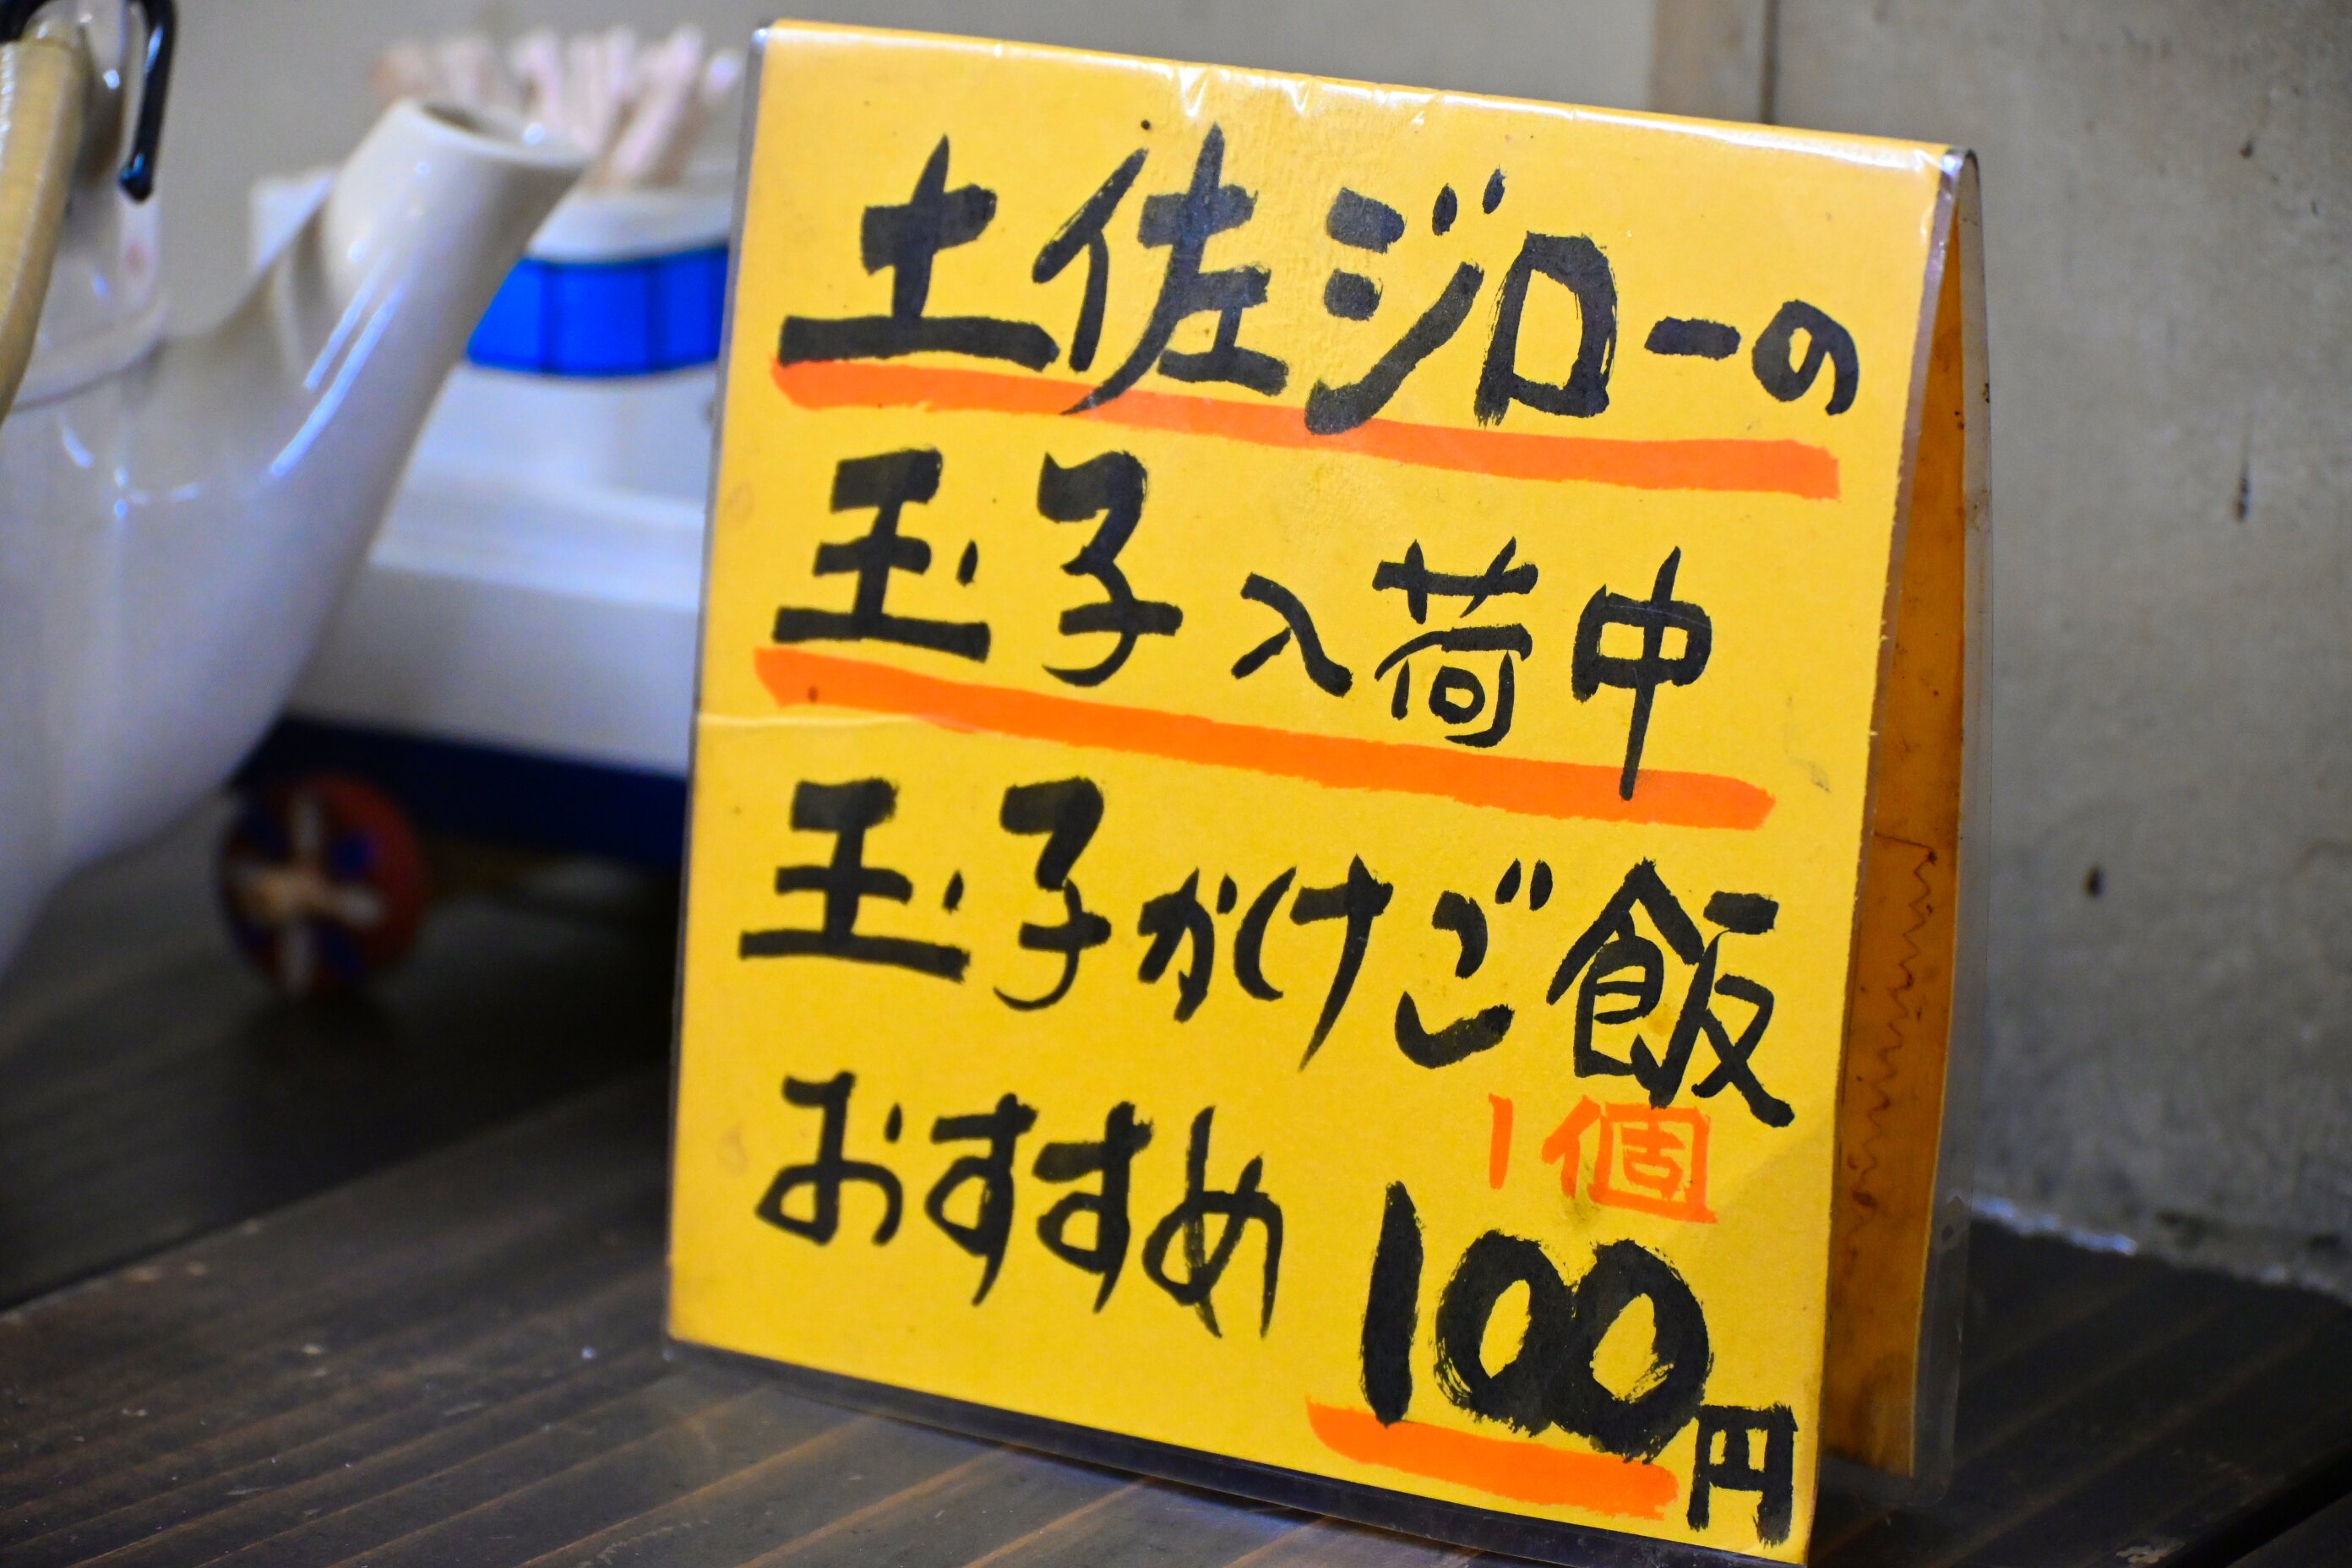 土佐ジローの
玉子入荷中
玉子かけご飯
おすすめ
1個
100円